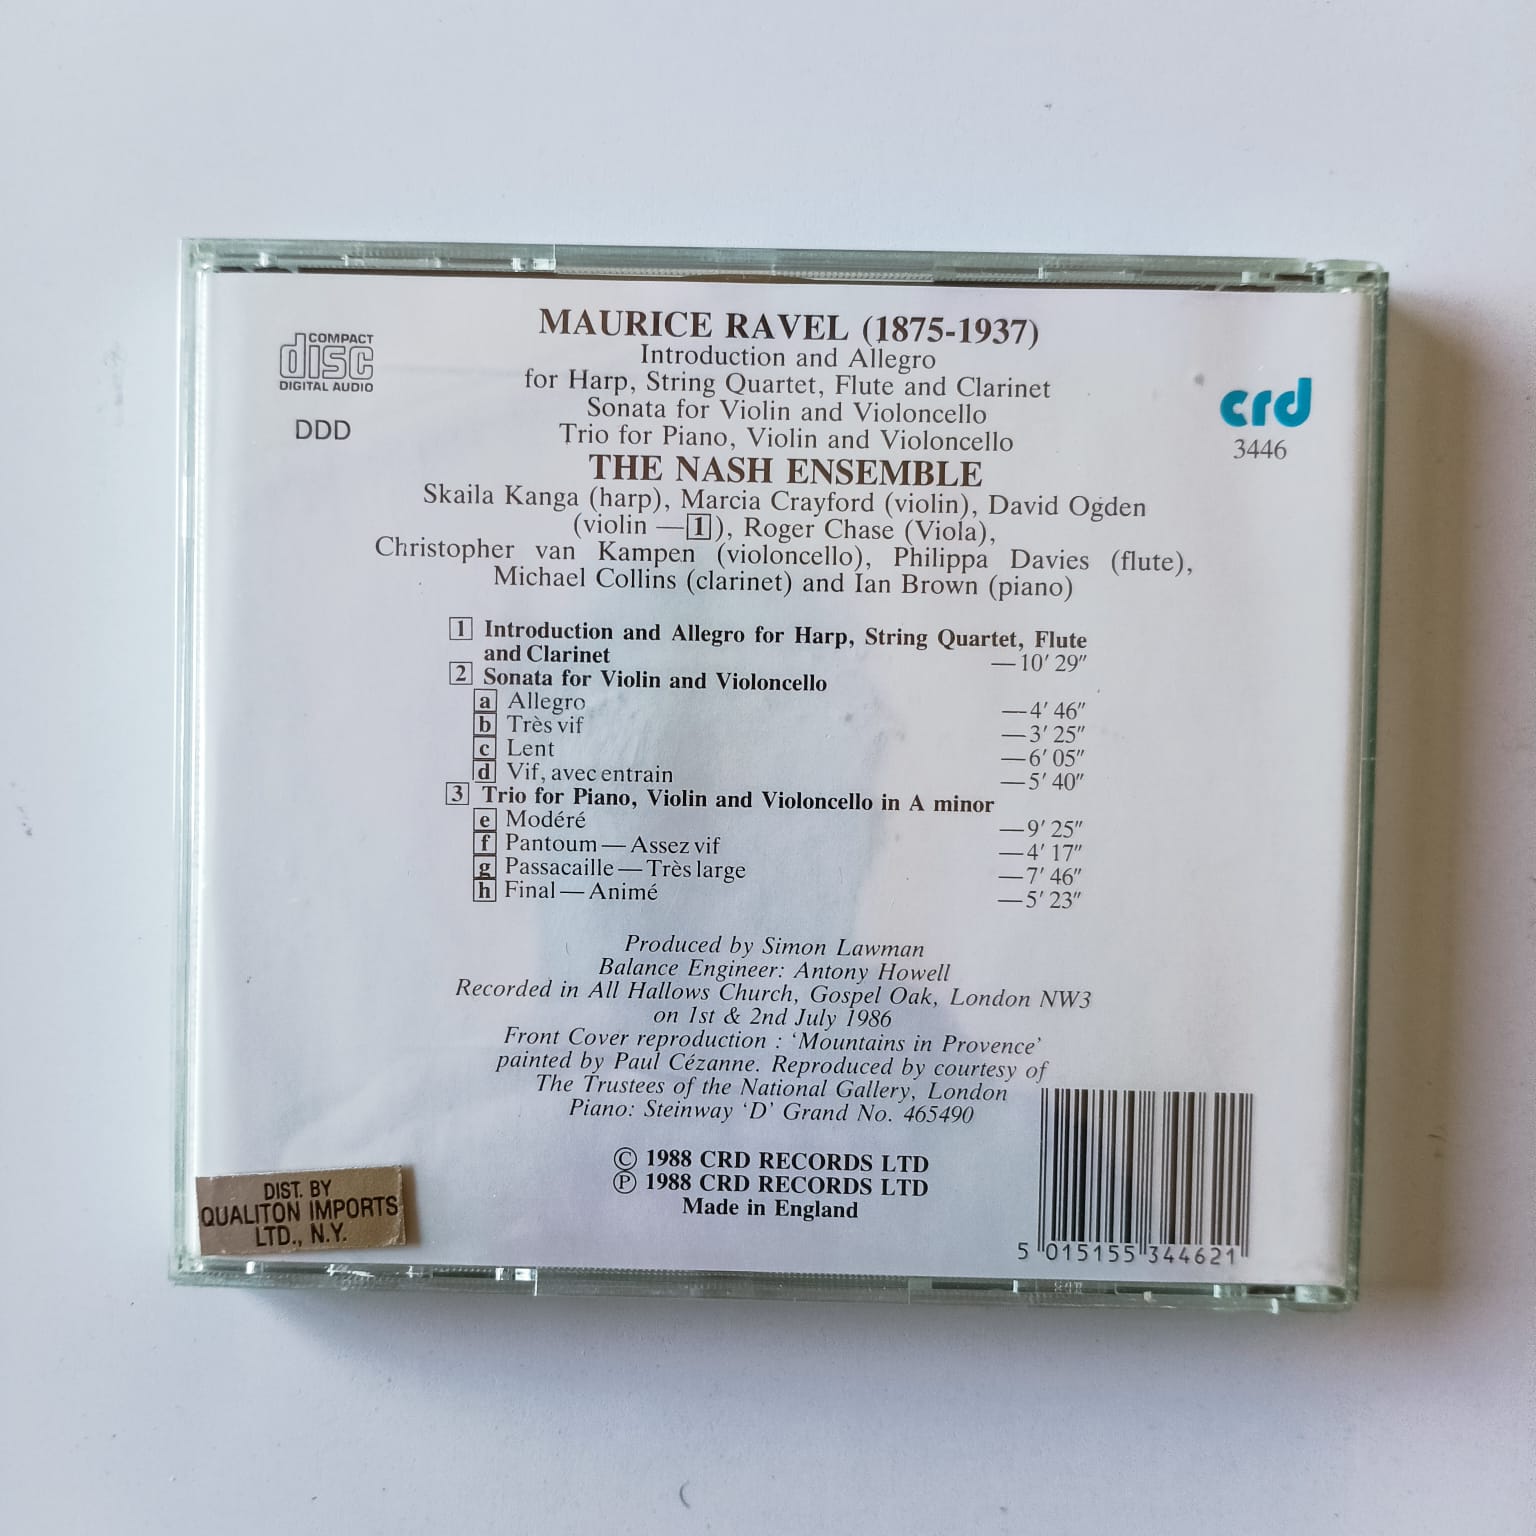 MAURICE RAVEL (1875-1937)
Introduction and Allegro
for Harp, String Quartet, Flute and Clarinet
Sonata for Violin and Violoncello
Trio for Piano, Violin and Violoncello
COMPACT
disc
DIGITAL AUDIO
DDD
crd
3446
THE NASH ENSEMBLE
Skaila Kanga (harp), Marcia Crayford (violin), David Ogden
(violin — 1), Roger Chase (Viola),
Christopher van Kampen (violoncello), Philippa Davies (flute),
Michael Collins (clarinet) and Ian Brown (piano)
1 Introduction and Allegro for Harp, String Quartet, Flute
and Clarinet —10′ 29″
2 Sonata for Violin and Violoncello
a Allegro —4′ 46″
b Très vif —3′ 25″
c Lent —6′ 05″
d Vif, avec entrain —5′ 40″
3 Trio for Piano, Violin and Violoncello in A minor
e Modéré —9′ 25″
f Pantoum — Assez vif —4′ 17″
g Passacaille — Très large —7′ 46″
h Final — Animé —5′ 23″
Produced by Simon Lawman
Balance Engineer: Antony Howell
Recorded in All Hallows Church, Gospel Oak, London NW3
on 1st & 2nd July 1986
Front Cover reproduction : ‘Mountains in Provence’
painted by Paul Cézanne. Reproduced by courtesy of
The Trustees of the National Gallery, London
Piano: Steinway ‘D’ Grand No. 465490
© 1988 CRD RECORDS LTD
℗ 1988 CRD RECORDS LTD
Made in England
DIST. BY
QUALITON IMPORTS
LTD., N.Y.
5 015155 344621